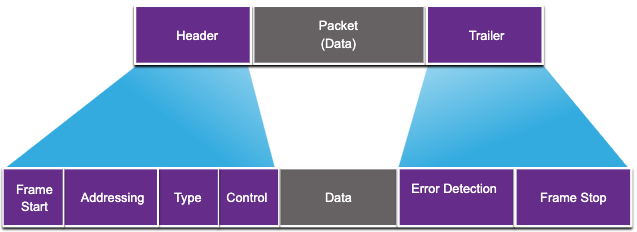 Header
Packet
(Data)
Trailer
Frame
Start
Addressing
Type
Control
Data
Error Detection
Frame Stop